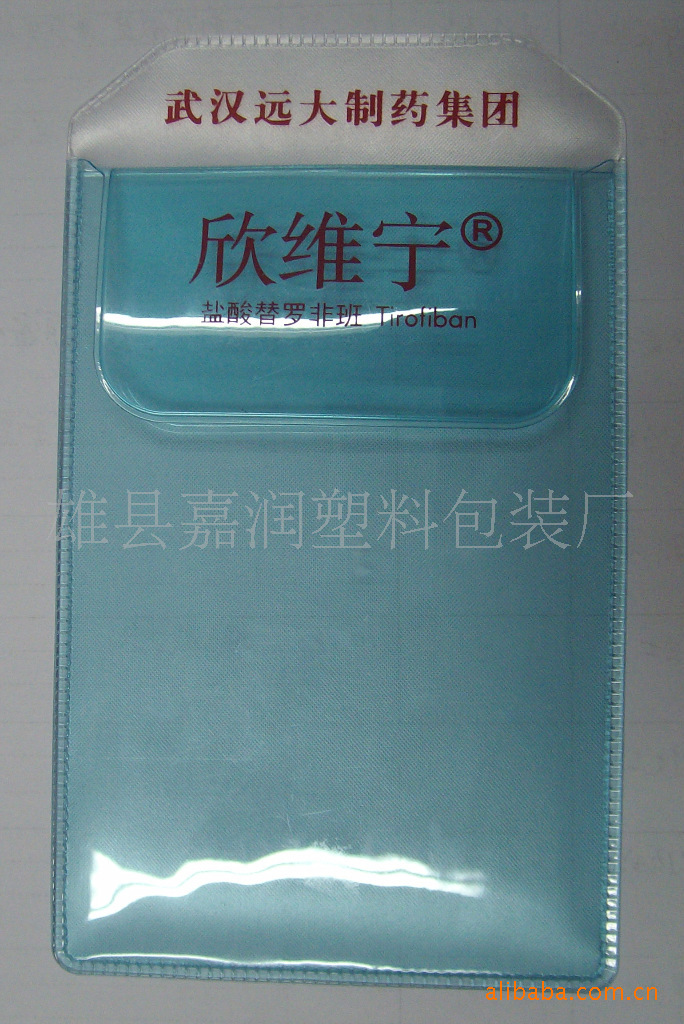 武汉远大制药集团
欣维宁®
盐酸替罗非班 Tirofiban
雄县嘉润塑料包装厂
alibaba.com.cn